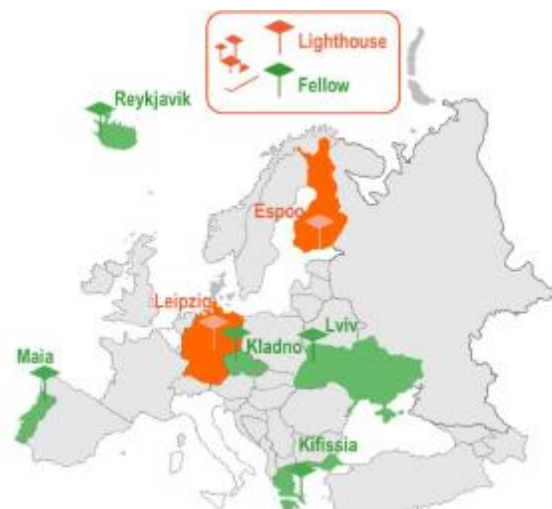 Lighthouse
Fellow
Reykjavik
Espoo
Leipzig
Kladno
Lviv
Maia
Kifissia